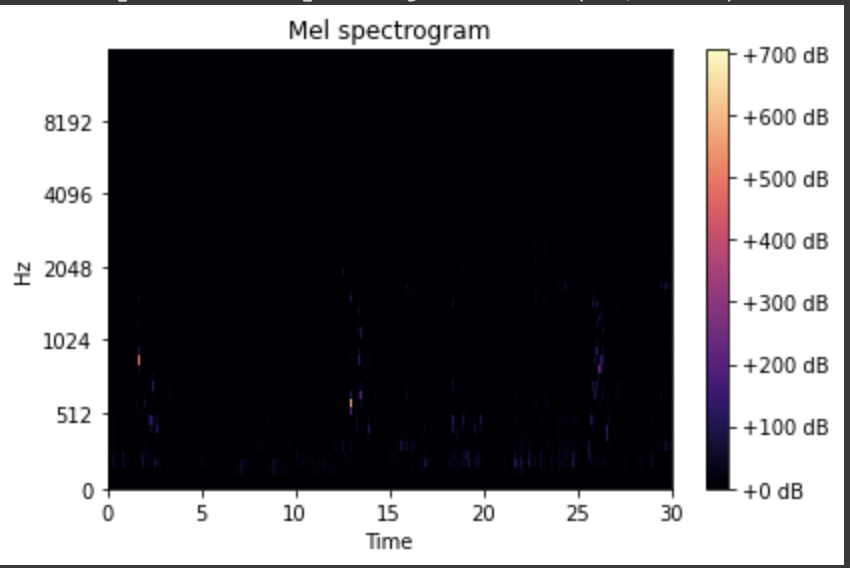 Mel spectrogram
8192
4096
2048
1024
512
0
Hz
0 5 10 15 20 25 30
Time
+700 dB
+600 dB
+500 dB
+400 dB
+300 dB
+200 dB
+100 dB
+0 dB